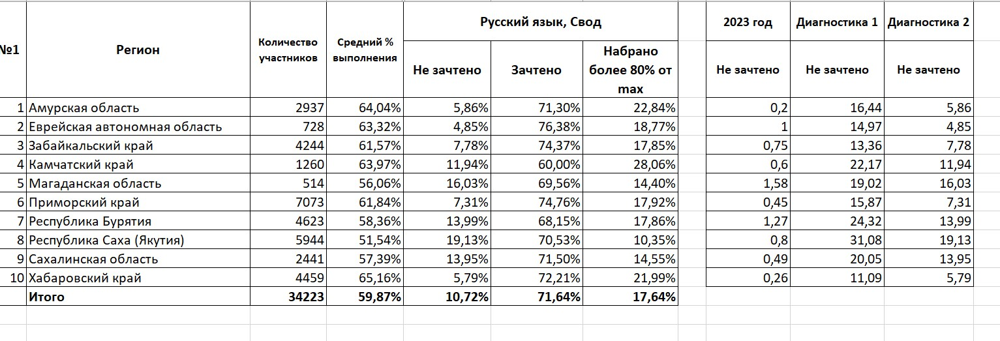 №1 Регион Количество участников Средний % выполнения Русский язык, Свод 2023 год Диагностика 1 Диагностика 2
Не зачтено Зачтено Набрано более 80% от max Не зачтено Не зачтено Не зачтено
1 Амурская область 2937 64,04% 5,86% 71,30% 22,84% 0,2 16,44 5,86
2 Еврейская автономная область 728 63,32% 4,85% 76,38% 18,77% 1 14,97 4,85
3 Забайкальский край 4244 61,57% 7,78% 74,37% 17,85% 0,75 13,36 7,78
4 Камчатский край 1260 63,97% 11,94% 60,00% 28,06% 0,6 22,17 11,94
5 Магаданская область 514 56,06% 16,03% 69,56% 14,40% 1,58 19,02 16,03
6 Приморский край 7073 61,84% 7,31% 74,76% 17,92% 0,45 15,87 7,31
7 Республика Бурятия 4623 58,36% 13,99% 68,15% 17,86% 1,27 24,32 13,99
8 Республика Саха (Якутия) 5944 51,54% 19,13% 70,53% 10,35% 0,8 31,08 19,13
9 Сахалинская область 2441 57,39% 13,95% 71,50% 14,55% 0,49 20,05 13,95
10 Хабаровский край 4459 65,16% 5,79% 72,21% 21,99% 0,26 11,09 5,79
Итого 34223 59,87% 10,72% 71,64% 17,64%